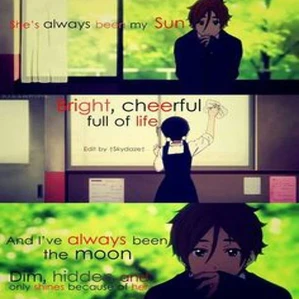 She's always been my Sun
Bright, cheerful
full of life
Edit by {Skydaze}
And I've always been
the moon
Dim, hidden and
only shines because of her